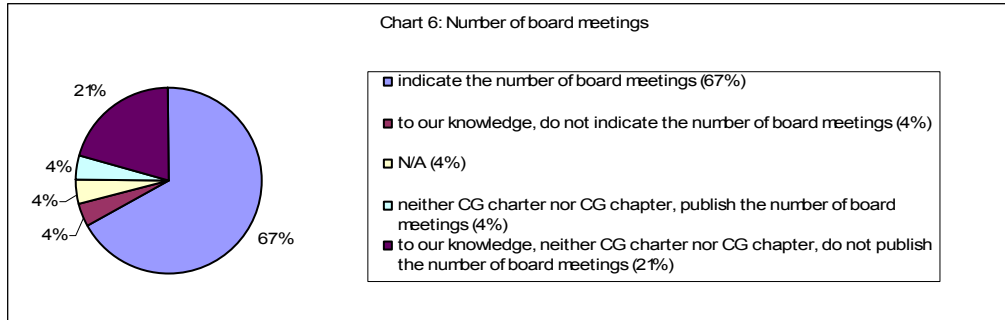 Chart 6: Number of board meetings
21%
4%
4%
4%
67%
indicate the number of board meetings (67%)
to our knowledge, do not indicate the number of board meetings (4%)
N/A (4%)
neither CG charter nor CG chapter, publish the number of board
meetings (4%)
to our knowledge, neither CG charter nor CG chapter, do not publish
the number of board meetings (21%)